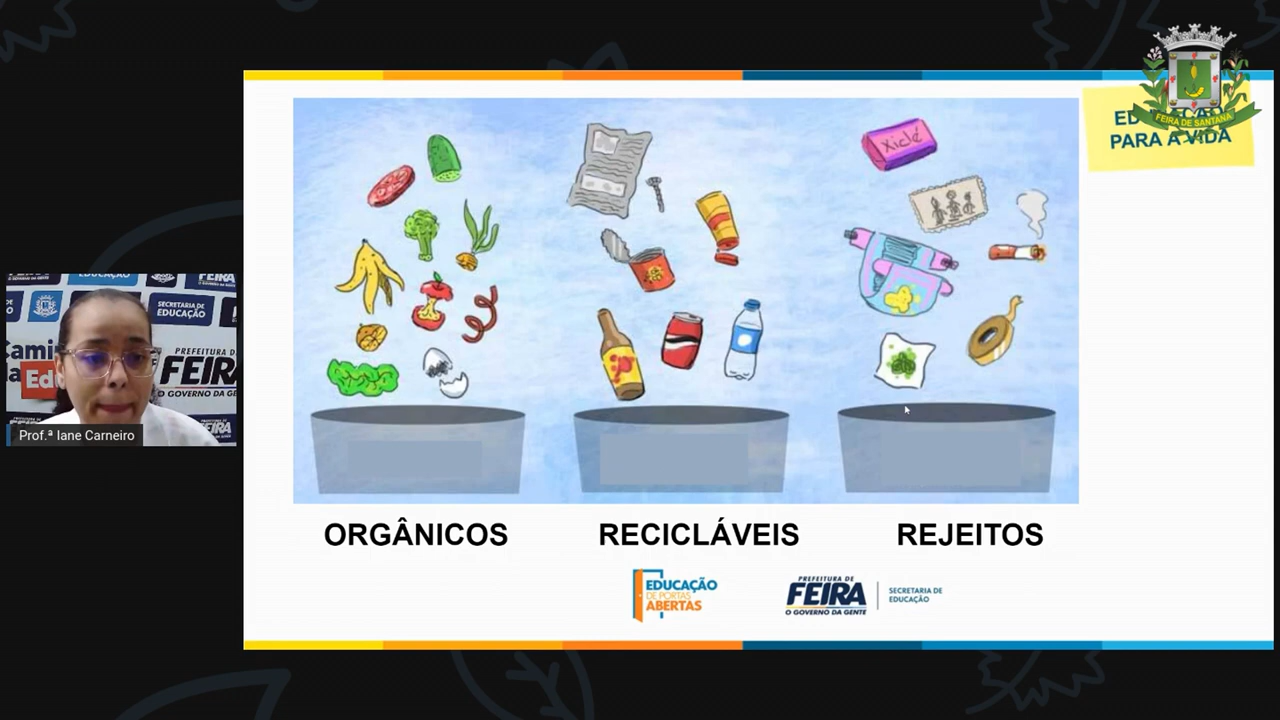 FEIRA DE SANTANA
PARA A VIDA
Xiclé
EDUCAÇÃO
FEIRA
SECRETARIA DE
EDUCAÇÃO
PREFEITURA DE
FEIRA
O GOVERNO DA GENTE
Prof.ª Iane Carneiro
ORGÂNICOS
RECICLÁVEIS
REJEITOS
EDUCAÇÃO
DE PORTAS
ABERTAS
PREFEITURA DE
FEIRA
O GOVERNO DA GENTE
SECRETARIA DE
EDUCAÇÃO